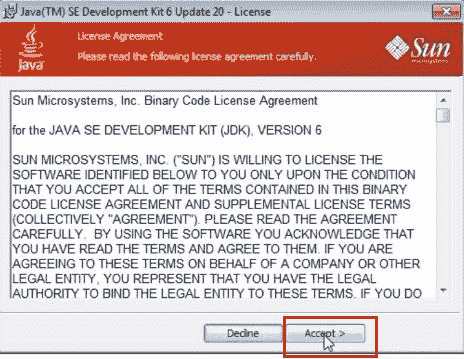 Java(TM) SE Development Kit 6 Update 20 - License
License Agreement
Please read the following license agreement carefully.
Java
Sun
microsystems
Sun Microsystems, Inc. Binary Code License Agreement
for the JAVA SE DEVELOPMENT KIT (JDK), VERSION 6
SUN MICROSYSTEMS, INC. ("SUN") IS WILLING TO LICENSE THE
SOFTWARE IDENTIFIED BELOW TO YOU ONLY UPON THE CONDITION
THAT YOU ACCEPT ALL OF THE TERMS CONTAINED IN THIS BINARY
CODE LICENSE AGREEMENT AND SUPPLEMENTAL LICENSE TERMS
(COLLECTIVELY "AGREEMENT"). PLEASE READ THE AGREEMENT
CAREFULLY. BY USING THE SOFTWARE YOU ACKNOWLEDGE THAT
YOU HAVE READ THE TERMS AND AGREE TO THEM. IF YOU ARE
AGREEING TO THESE TERMS ON BEHALF OF A COMPANY OR OTHER
LEGAL ENTITY, YOU REPRESENT THAT YOU HAVE THE LEGAL
AUTHORITY TO BIND THE LEGAL ENTITY TO THESE TERMS. IF YOU DO
Decline
Accept >